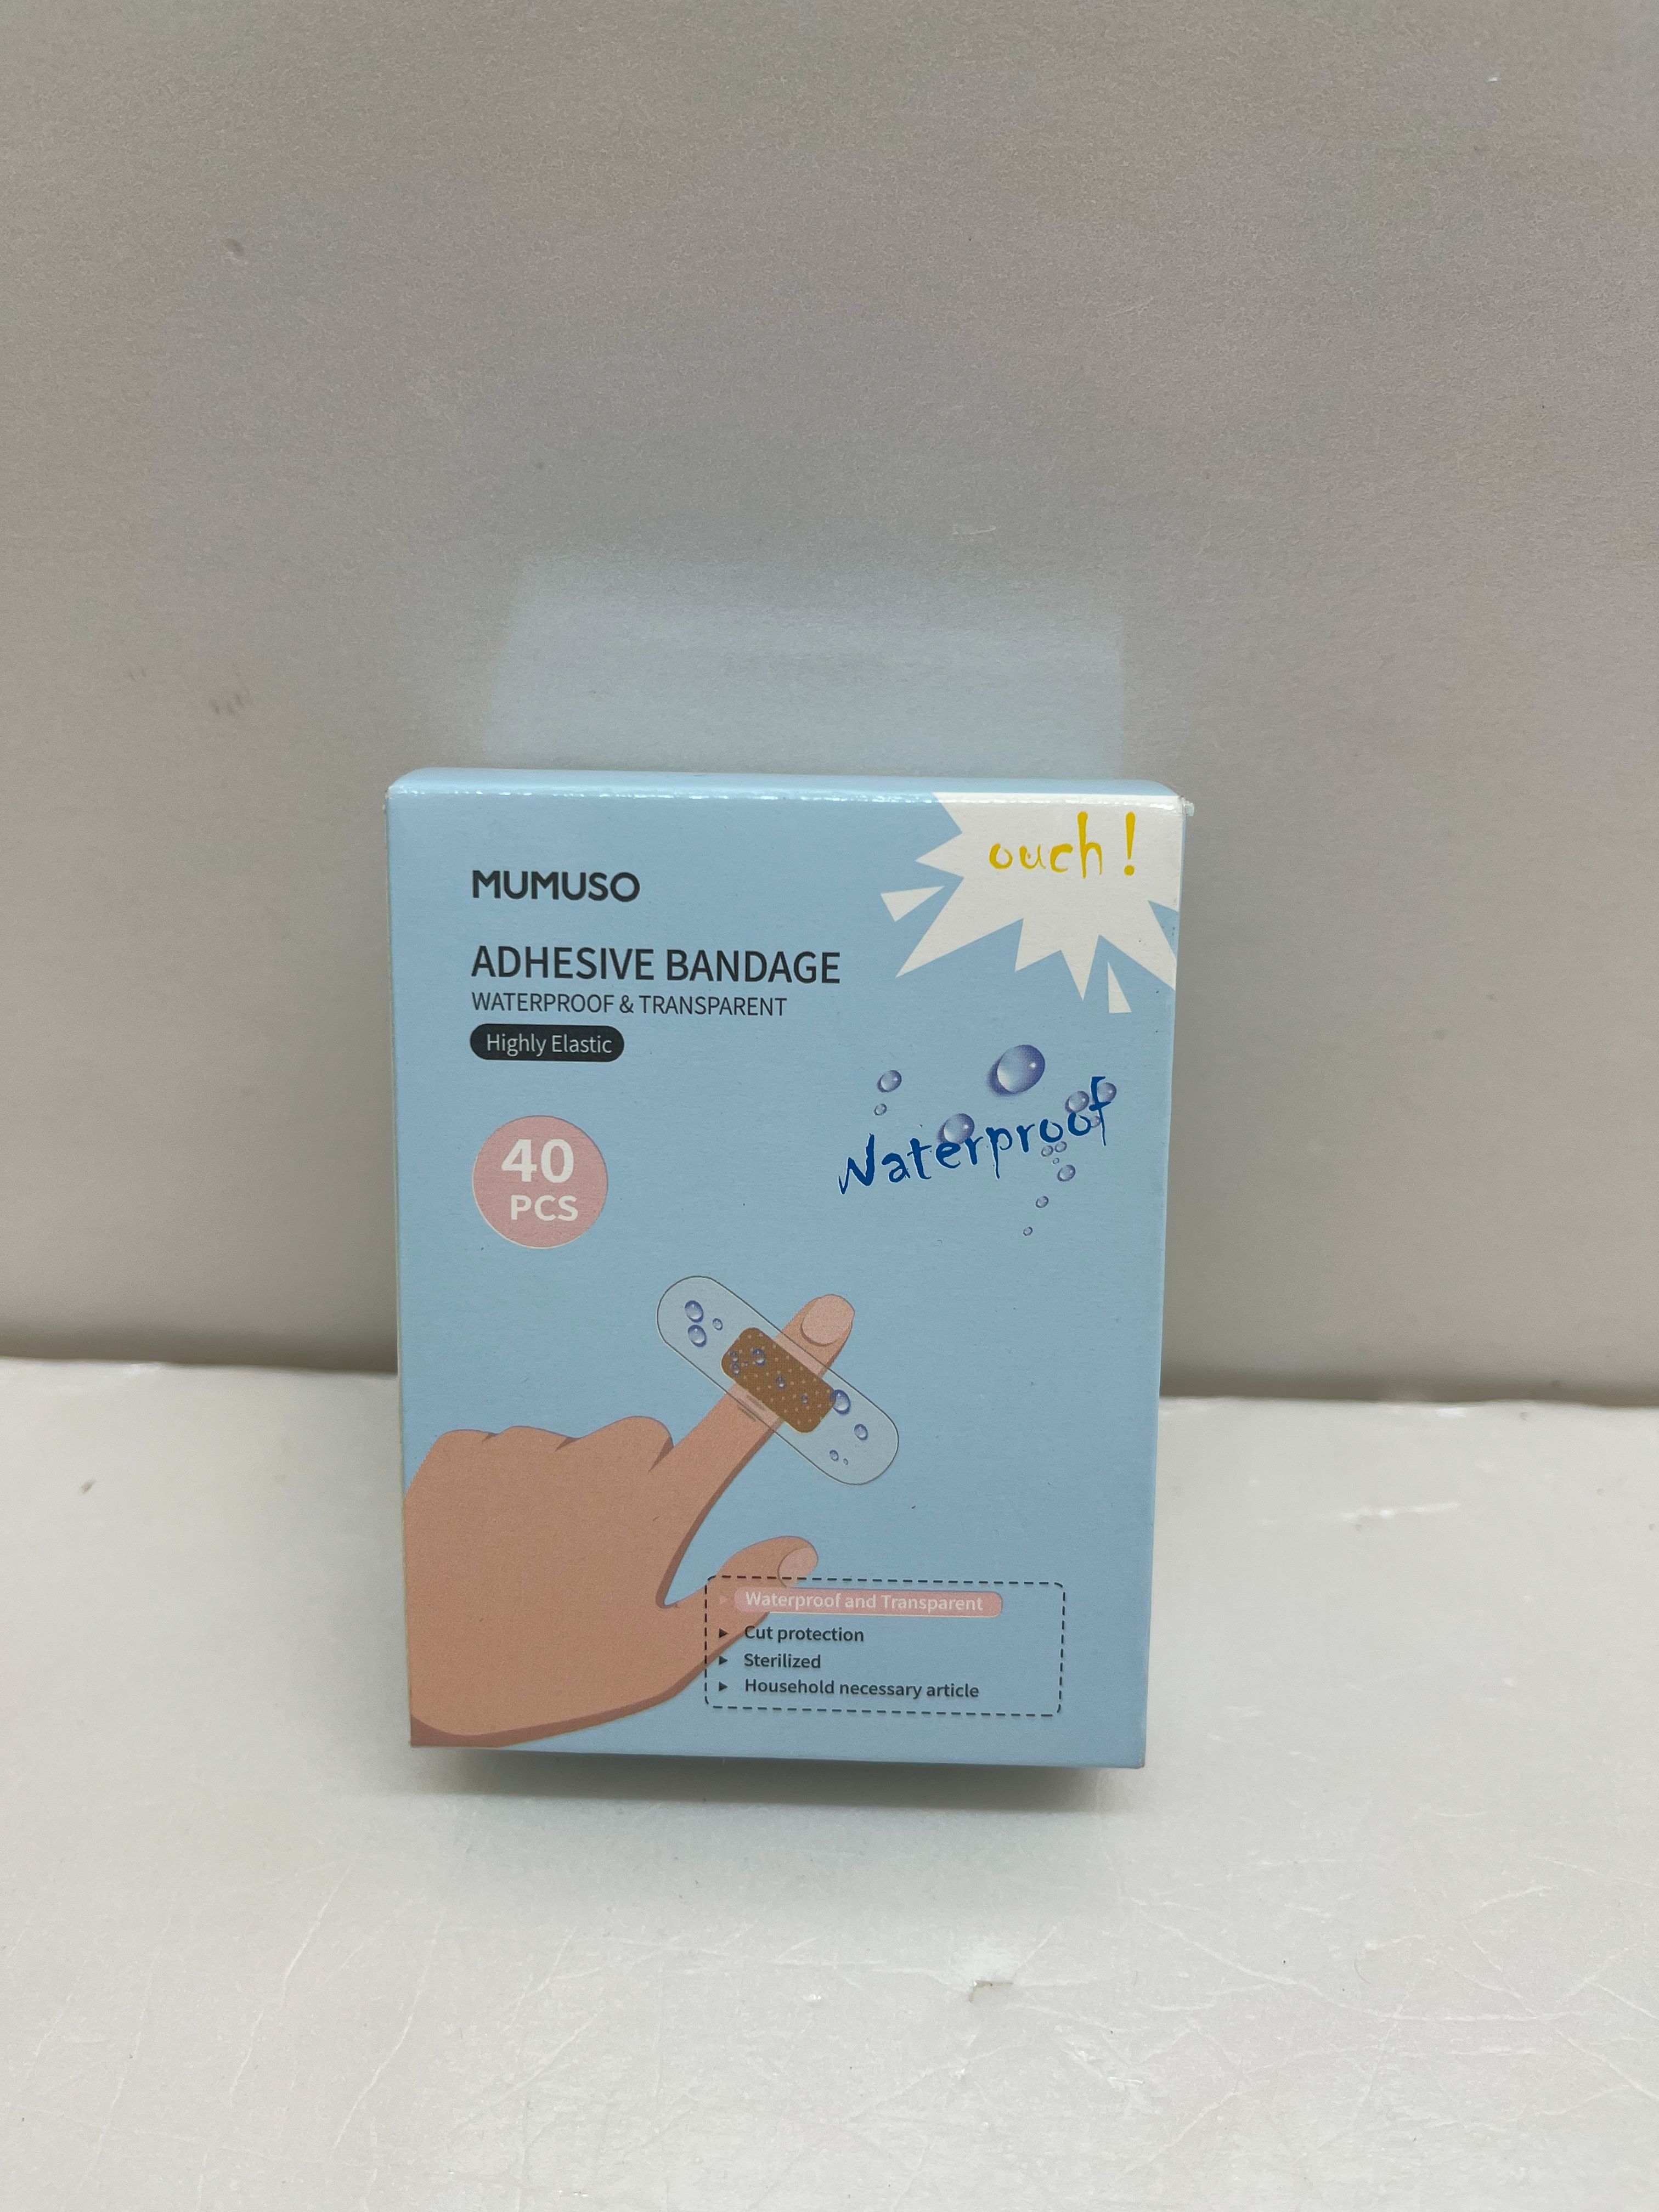 ouch !
MUMUSO
ADHESIVE BANDAGE
WATERPROOF & TRANSPARENT
Highly Elastic
Waterproof
40
PCS
Waterproof and Transparent
Cut protection
Sterilized
Household necessary article